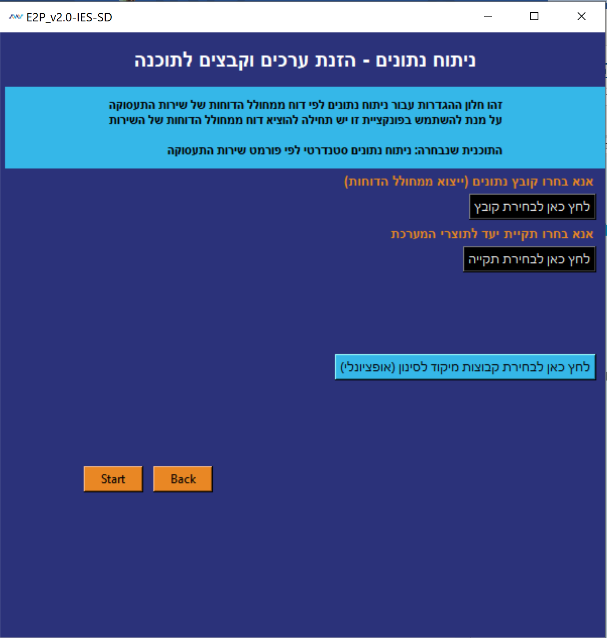 E2P_v2.0-IES-SD
ניתוח נתונים - הזנת ערכים וקבצים לתוכנה
זהו חלון ההגדרות עבור ניתוח נתונים לפי דוח ממחולל הדוחות של שירות התעסוקה
על מנת להשתמש בפונקציית זו יש תחילה להוציא דוח ממחולל הדוחות של השירות
התוכנית שנבחרה: ניתוח נתונים סטנדרטי לפי פורמט שירות התעסוקה
אנא בחרו קובץ נתונים (ייצוא ממחולל הדוחות)
לחץ כאן לבחירת קובץ
אנא בחרו תקיית יעד לתוצרי המערכת
לחץ כאן לבחירת תקייה
לחץ כאן לבחירת קבוצות מיקוד לסינון (אופציונלי)
Start Back